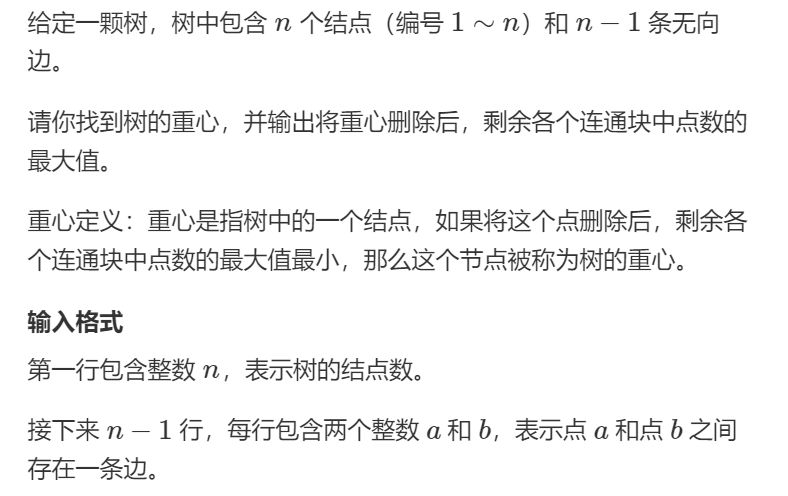 给定一颗树，树中包含 n 个结点（编号 1 ∼ n）和 n − 1 条无向
边。
请你找到树的重心，并输出将重心删除后，剩余各个连通块中点数的
最大值。
重心定义：重心是指树中的一个结点，如果将这个点删除后，剩余各
个连通块中点数的最大值最小，那么这个节点被称为树的重心。
输入格式
第一行包含整数 n，表示树的结点数。
接下来 n − 1 行，每行包含两个整数 a 和 b，表示点 a 和点 b 之间
存在一条边。